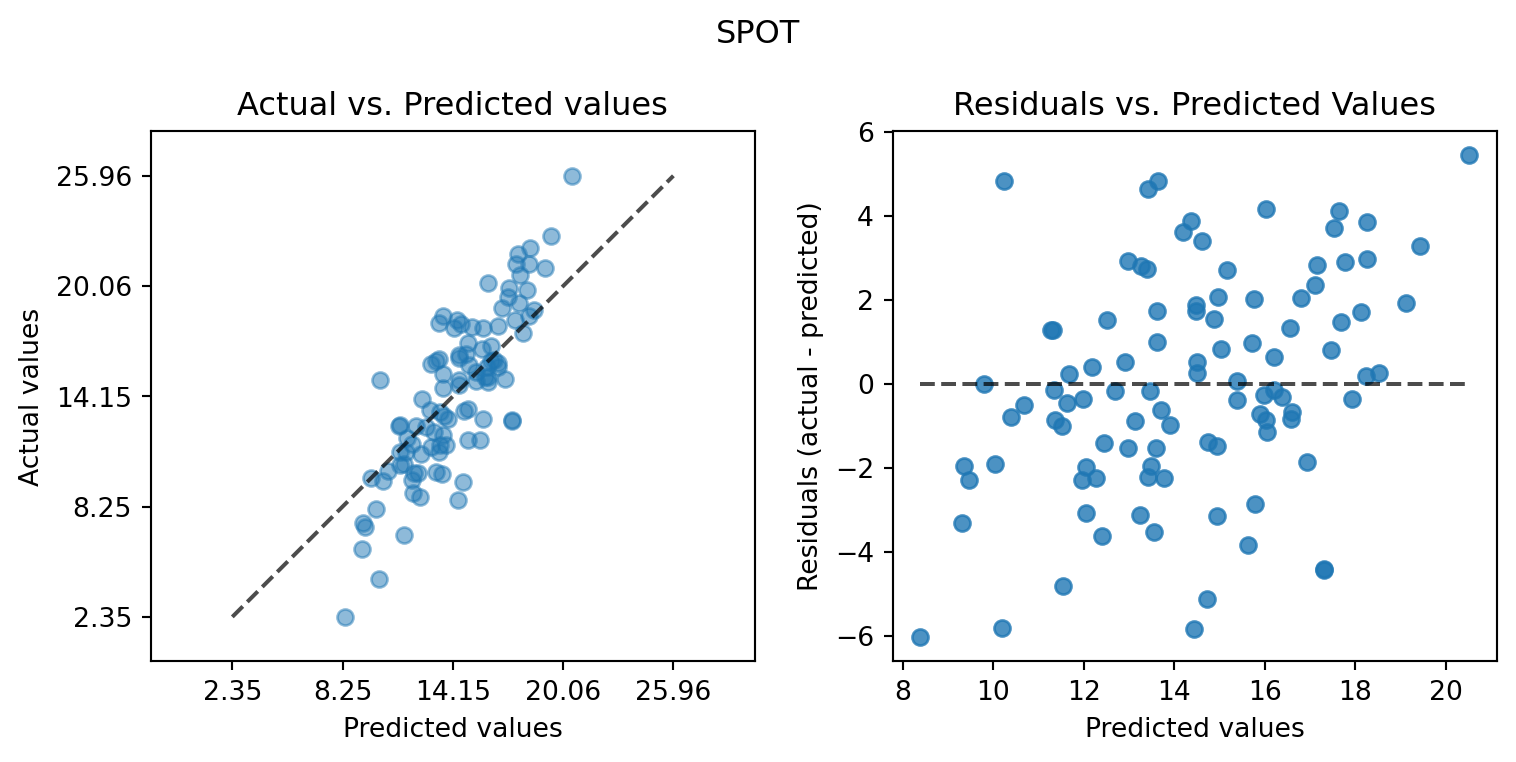 SPOT
Actual vs. Predicted values
25.96
20.06
14.15
8.25
2.35
Actual values
2.35 8.25 14.15 20.06 25.96
Predicted values
Residuals vs. Predicted Values
6
4
2
0
−2
−4
−6
Residuals (actual - predicted)
8 10 12 14 16 18 20
Predicted values